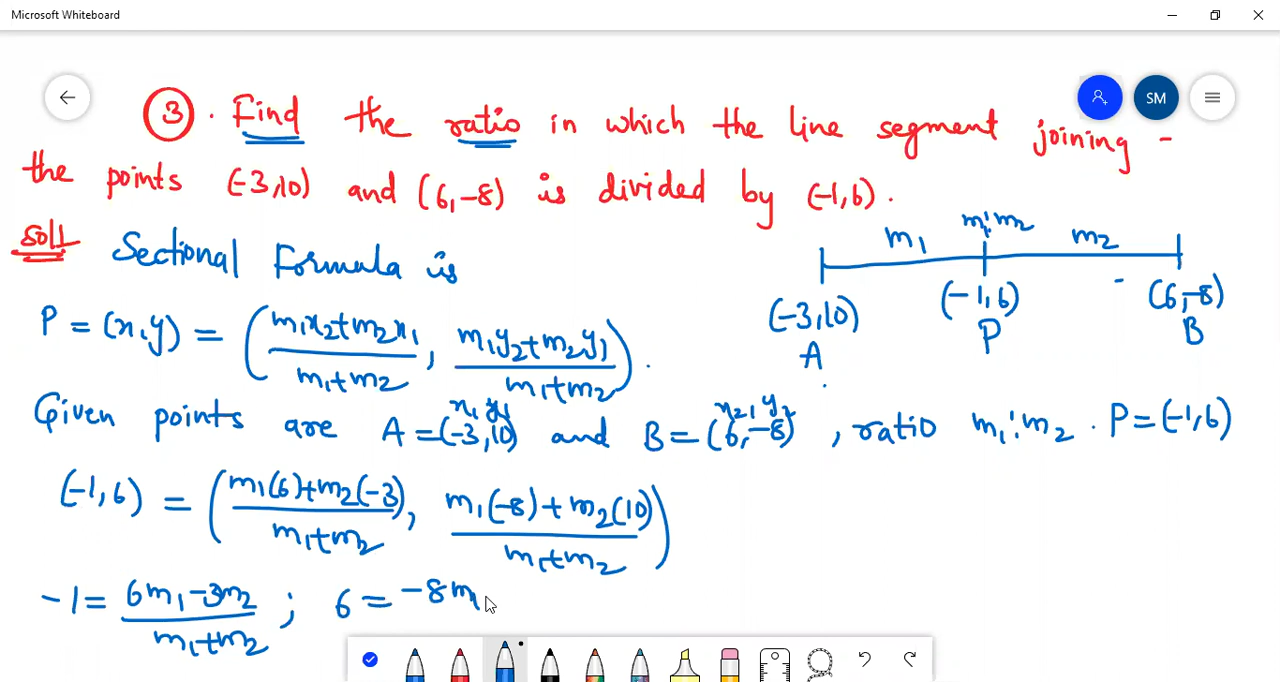 Microsoft Whiteboard
SM
③. Find the ratio in which the line segment joining -
the points (-3,10) and (6,-8) is divided by (-1,6).
Sol:
Sectional Formula is
m1:m2
m1 m2
(-3,10) (-1,6) (6,-8)
A P B
P = (x,y) = ( m1x2+m2x1 / m1+m2 , m1y2+m2y1 / m1+m2 ).
x1 y1 x2, y2
Given points are A = (-3,10) and B = (6,-8), ratio m1:m2. P = (-1,6)
(-1,6) = ( m1(6)+m2(-3) / m1+m2 , m1(-8)+m2(10) / m1+m2 )
-1 = 6m1-3m2 / m1+m2 ; 6 = -8m1